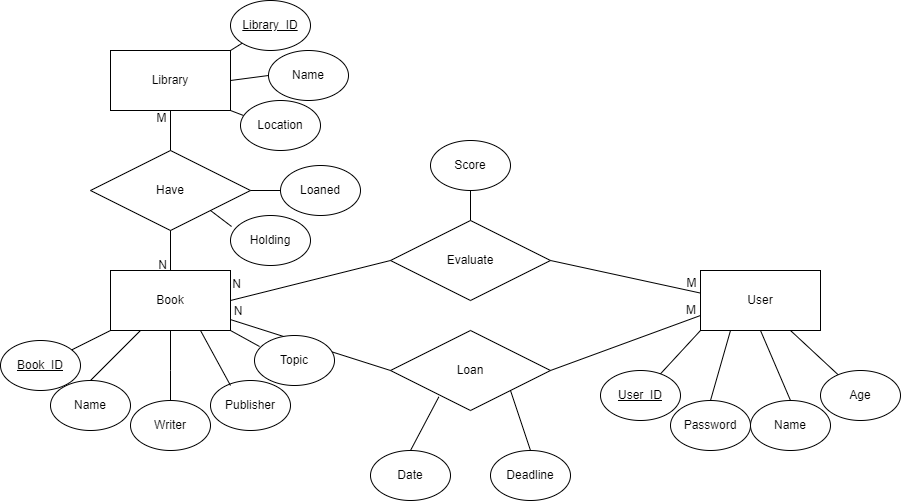 Library_ID
Name
Library
Location
M
Have
Loaned
Holding
Score
Evaluate
N
N
N
M
M
Book
User
Topic
Loan
Book_ID
Name
Writer
Publisher
User_ID
Password
Name
Age
Date
Deadline